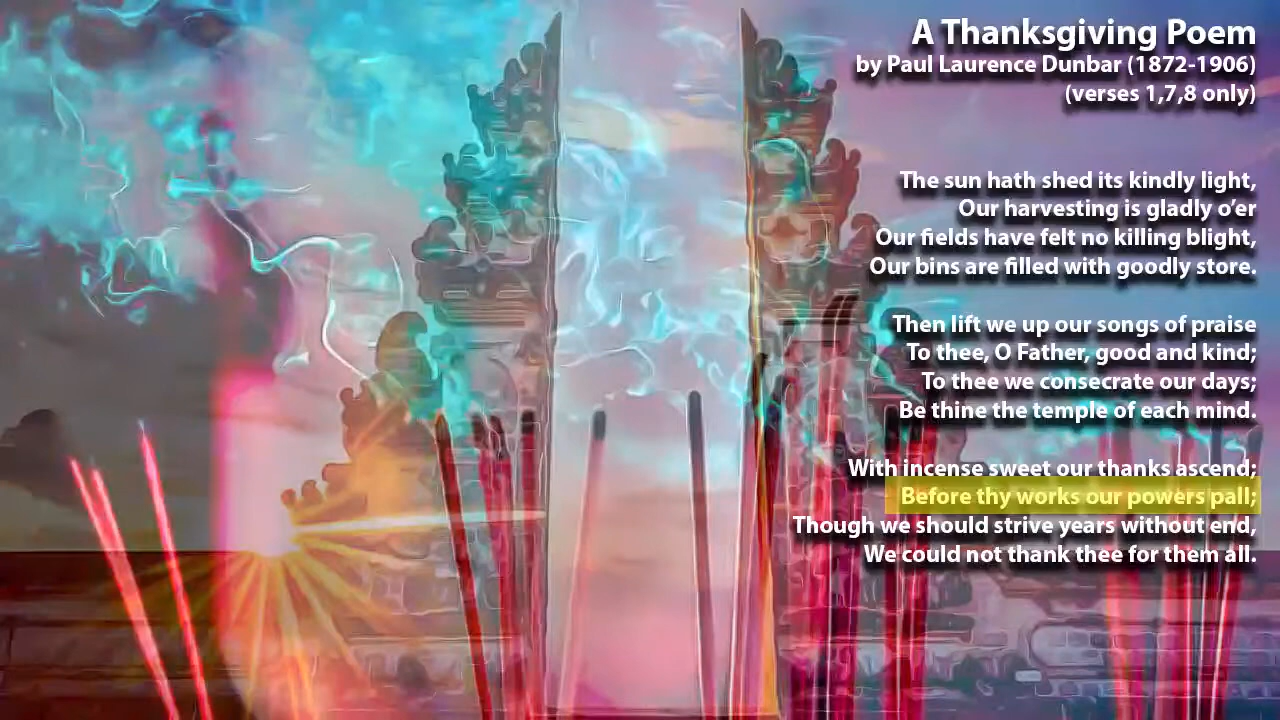 A Thanksgiving Poem
by Paul Laurence Dunbar (1872-1906)
(verses 1,7,8 only)
The sun hath shed its kindly light,
Our harvesting is gladly o’er
Our fields have felt no killing blight,
Our bins are filled with goodly store.
Then lift we up our songs of praise
To thee, O Father, good and kind;
To thee we consecrate our days;
Be thine the temple of each mind.
With incense sweet our thanks ascend;
Before thy works our powers pall;
Though we should strive years without end,
We could not thank thee for them all.